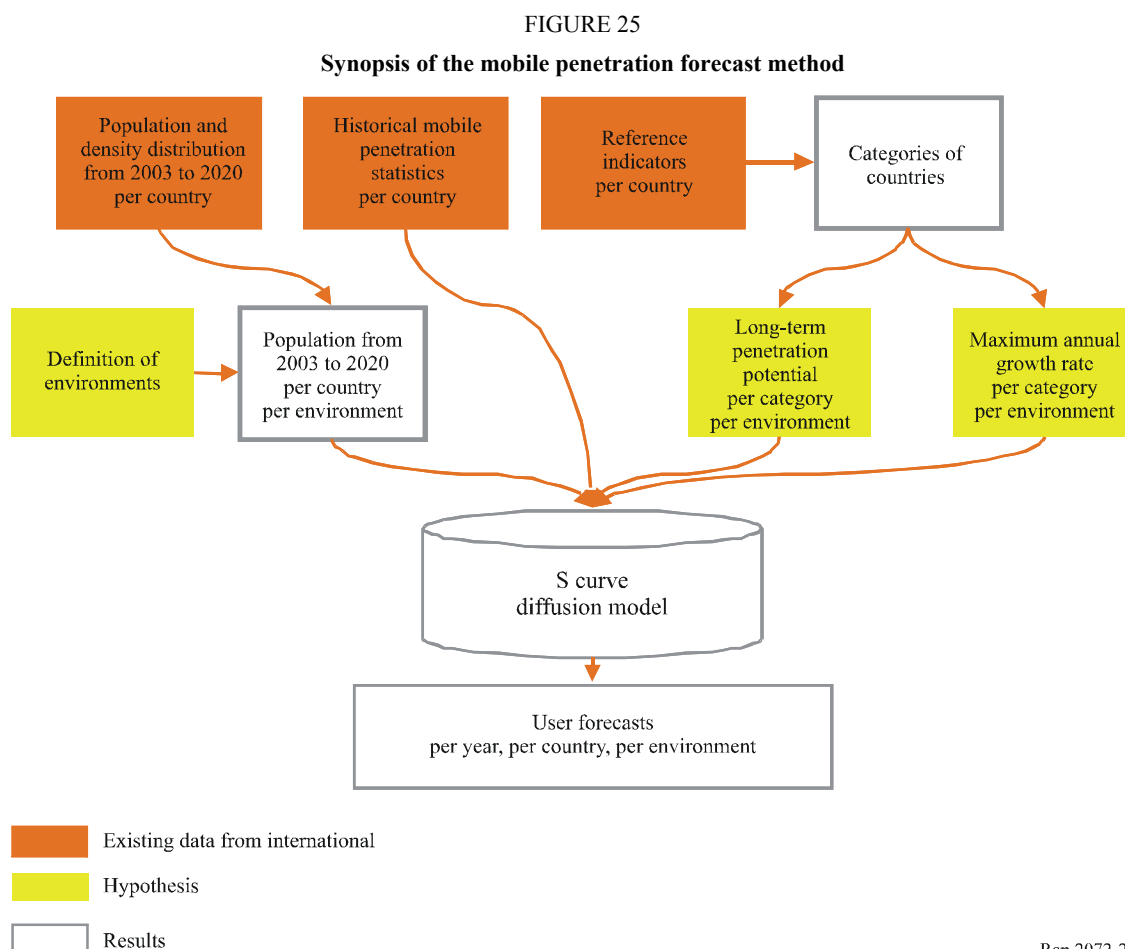 FIGURE 25
Synopsis of the mobile penetration forecast method
Population and
density distribution
from 2003 to 2020
per country
Historical mobile
penetration
statistics
per country
Reference
indicators
per country
Categories of
countries
Definition of
environments
Population from
2003 to 2020
per country
per environment
Long-term
penetration
potential
per category
per environment
Maximum annual
growth rate
per category
per environment
S curve
diffusion model
User forecasts
per year, per country, per environment
Existing data from international
Hypothesis
Results